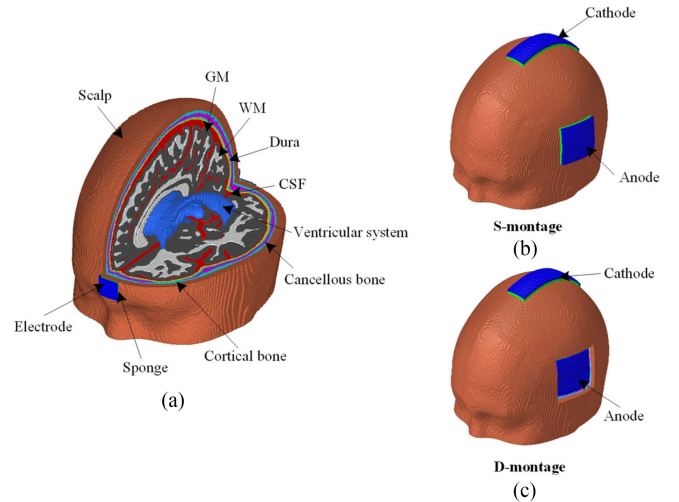 GM
Scalp
WM
Dura
CSF
Ventricular system
Cancellous bone
Electrode
Cortical bone
Sponge
(a)
Cathode
Anode
S-montage
(b)
Cathode
Anode
D-montage
(c)